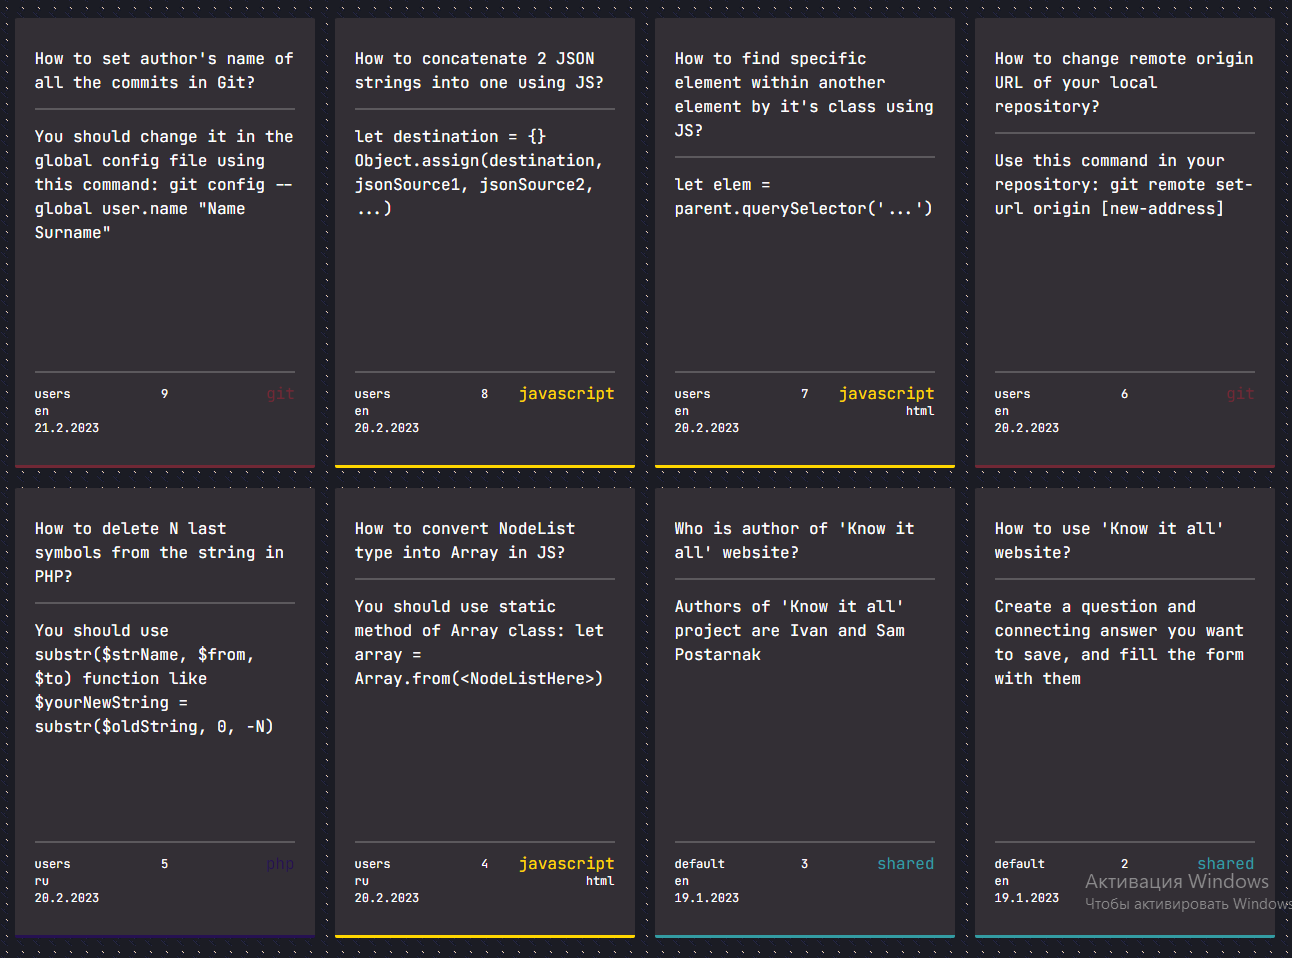 How to set author's name of
all the commits in Git?
You should change it in the
global config file using
this command: git config --
global user.name "Name
Surname"
users 9 git
en
21.2.2023
How to concatenate 2 JSON
strings into one using JS?
let destination = {}
Object.assign(destination,
jsonSource1, jsonSource2,
...)
users 8 javascript
en
20.2.2023
How to find specific
element within another
element by it's class using
JS?
let elem =
parent.querySelector('...')
users 7 javascript
en html
20.2.2023
How to change remote origin
URL of your local
repository?
Use this command in your
repository: git remote set-
url origin [new-address]
users 6 git
en
20.2.2023
How to delete N last
symbols from the string in
PHP?
You should use
substr($strName, $from,
$to) function like
$yourNewString =
substr($oldString, 0, -N)
users 5 php
ru
20.2.2023
How to convert NodeList
type into Array in JS?
You should use static
method of Array class: let
array =
Array.from(<NodeListHere>)
users 4 javascript
ru html
20.2.2023
Who is author of 'Know it
all' website?
Authors of 'Know it all'
project are Ivan and Sam
Postarnak
default 3 shared
en
19.1.2023
How to use 'Know it all'
website?
Create a question and
connecting answer you want
to save, and fill the form
with them
default 2 shared
en
19.1.2023
Активация Windows
Чтобы активировать Windows